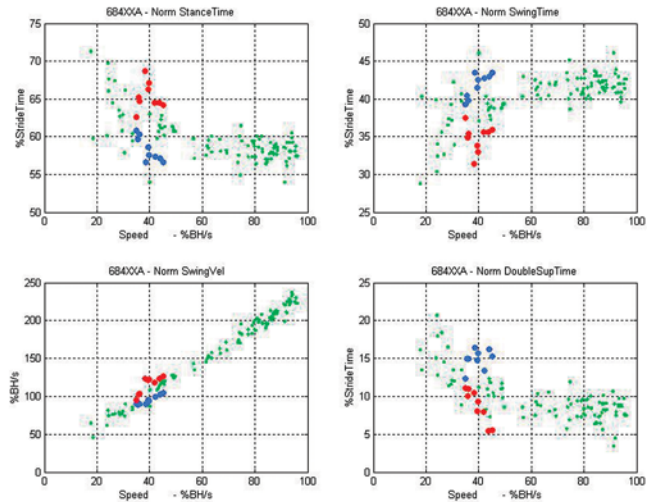 684XXA - Norm StanceTime
%StrideTime
75
70
65
60
55
50
0 20 40 60 80 100
Speed - %BH/s
684XXA - Norm SwingTime
%StrideTime
50
45
40
35
30
25
0 20 40 60 80 100
Speed - %BH/s
684XXA - Norm SwingVel
%BH/s
250
200
150
100
50
0
0 20 40 60 80 100
Speed - %BH/s
684XXA - Norm DoubleSupTime
%StrideTime
25
20
15
10
5
0
0 20 40 60 80 100
Speed - %BH/s